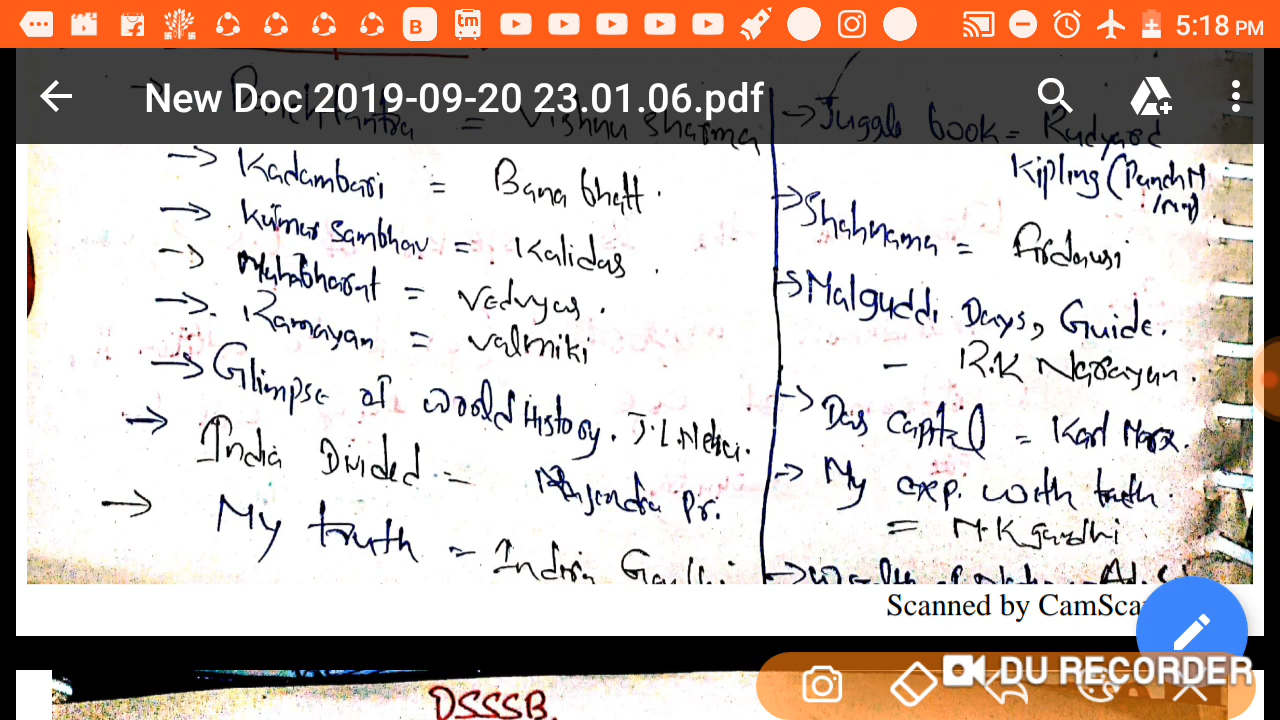 5:18 PM
New Doc 2019-09-20 23.01.06.pdf
→ Panchtantra = Vishnu Sharma
→ Kadambari = Bana bhatt.
→ Kumar Sambhav = Kalidas.
→ Mahabharat = Vedvyas.
→ Ramayan = Valmiki
→ Glimpse of World History. J.L.Nehru.
→ India Divided = Rajendra Pr.
→ My truth = Indira Gandhi
→ Juggle book = Rudyard
Kipling (
→ Shahnama = Firdausi
→ Malguddi Days, Guide.
– R.K Narayan.
→ Das Capital = Karl Marx.
→ My exp. with truth.
= M.K gandhi
Scanned by CamSca
DU RECORDER
DSSSB.